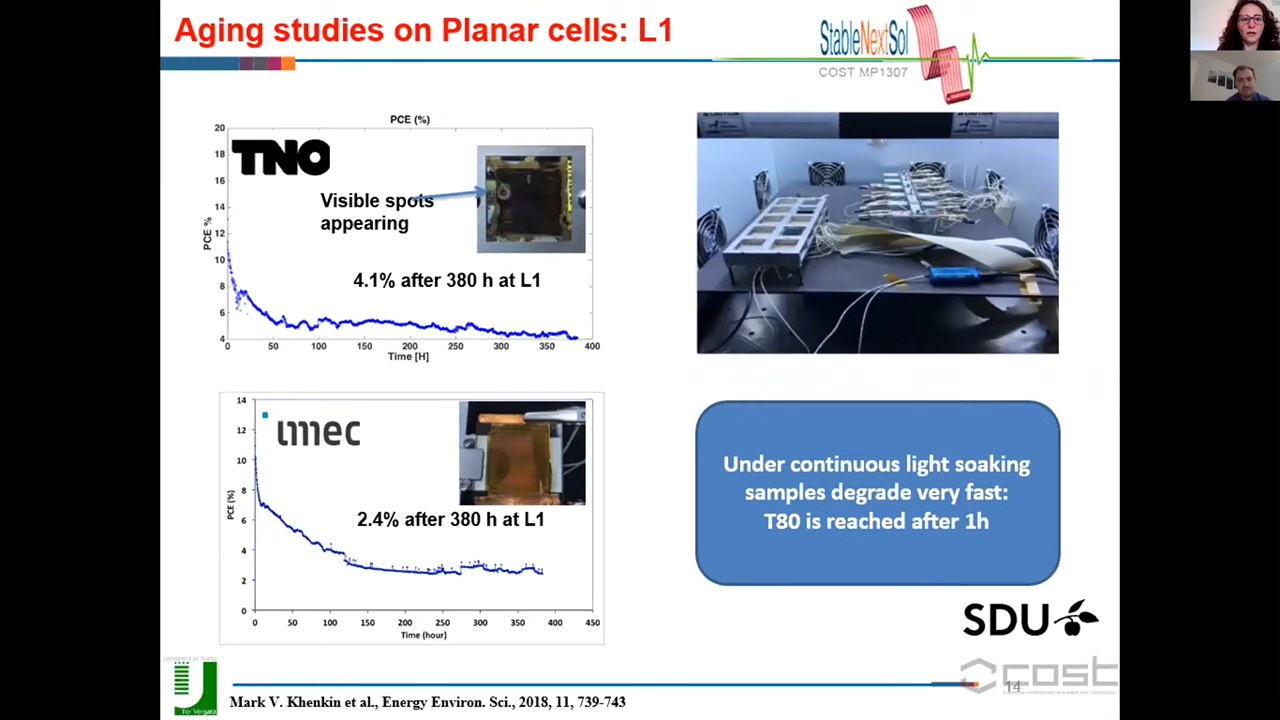 Aging studies on Planar cells: L1
StableNextSol
COST MP1307
PCE (%)
20
18
16
14
12
10
8
6
4
PCE %
TNO
Visible spots
appearing
4.1% after 380 h at L1
0
50
100
150
200
250
300
350
400
Time [H]
14
12
10
8
6
4
2
0
PCE (%)
imec
2.4% after 380 h at L1
0
50
100
150
200
250
300
350
400
450
Time (hour)
CAUTION
Under continuous light soaking
samples degrade very fast:
T80 is reached after 1h
SDU
cost
14
Tor Vergata
Mark V. Khenkin et al., Energy Environ. Sci., 2018, 11, 739-743